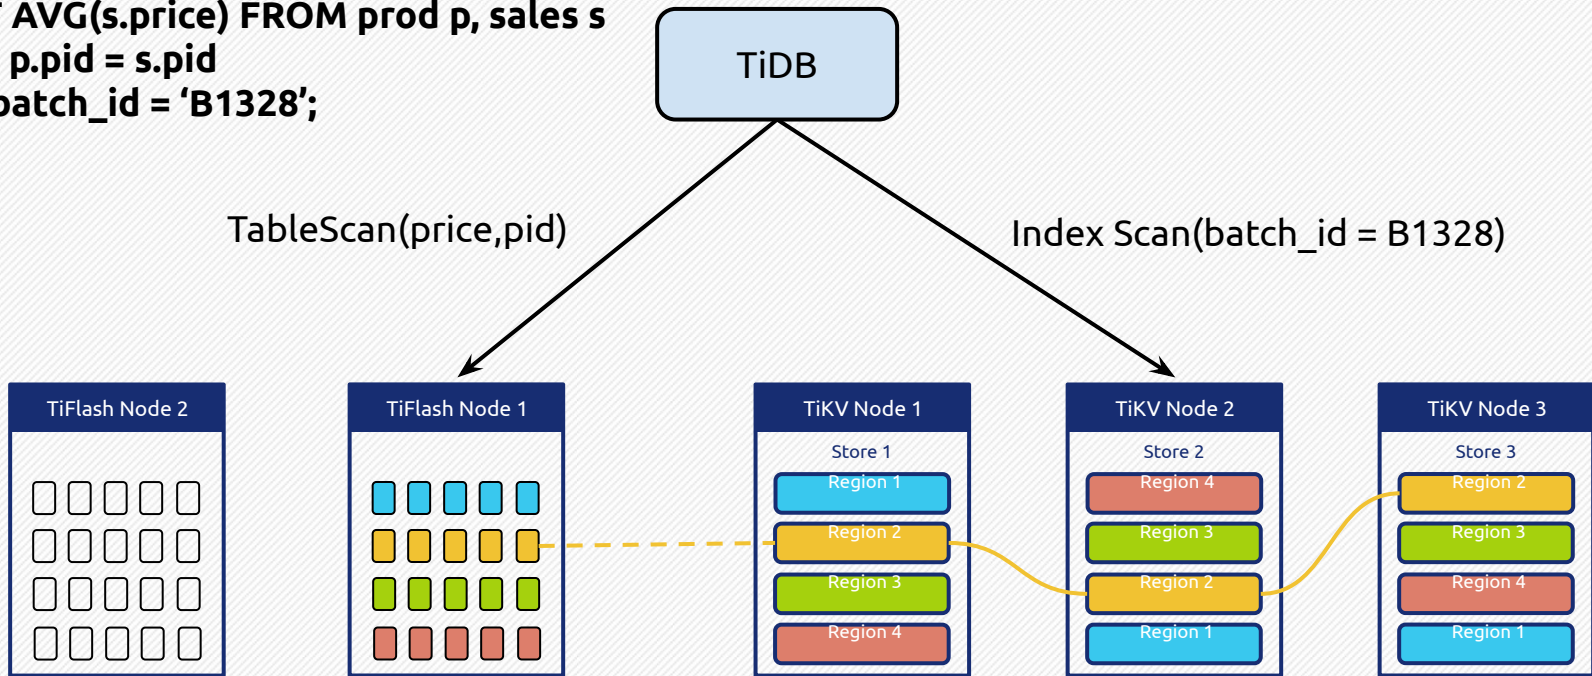 AVG(s.price) FROM prod p, sales s
p.pid = s.pid
batch_id = ‘B1328’;
TiDB
TableScan(price,pid)
Index Scan(batch_id = B1328)
TiFlash Node 2
TiFlash Node 1
TiKV Node 1
Store 1
Region 1
Region 2
Region 3
Region 4
TiKV Node 2
Store 2
Region 4
Region 3
Region 2
Region 1
TiKV Node 3
Store 3
Region 2
Region 3
Region 4
Region 1